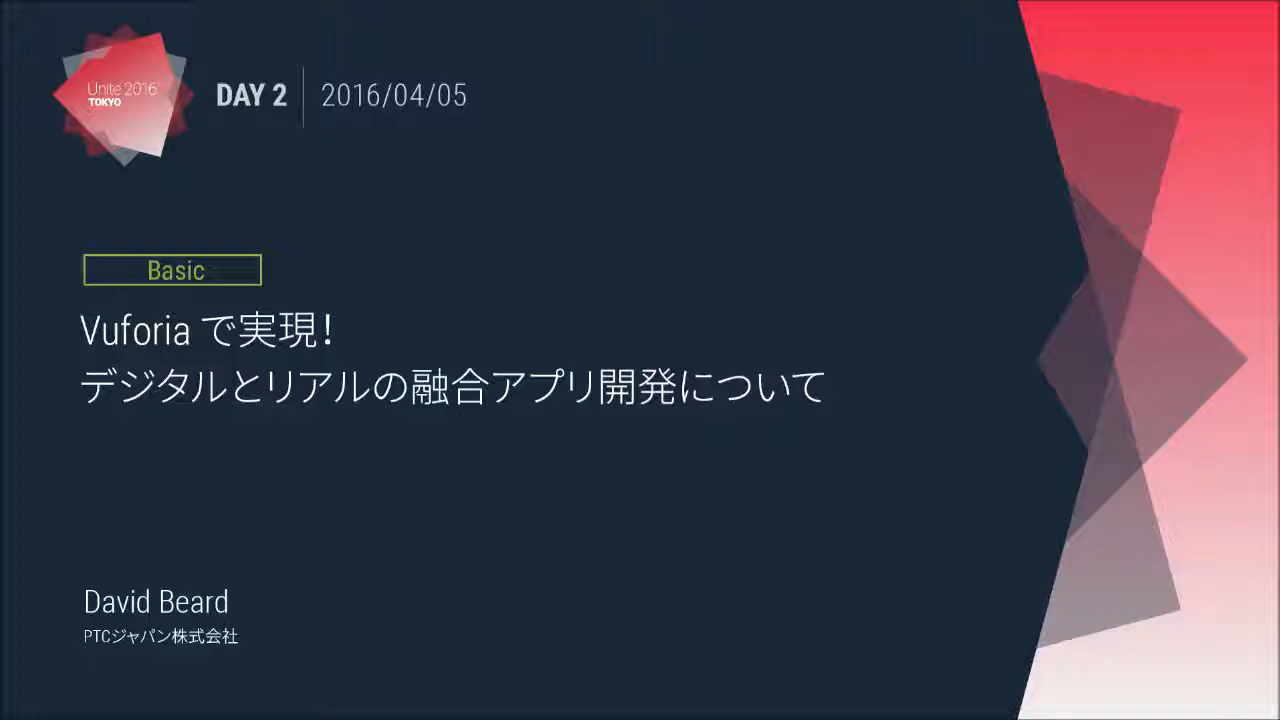 Unite 2016
TOKYO
DAY 2
2016/04/05
Basic
Vuforia で実現！
デジタルとリアルの融合アプリ開発について
David Beard
PTCジャパン株式会社